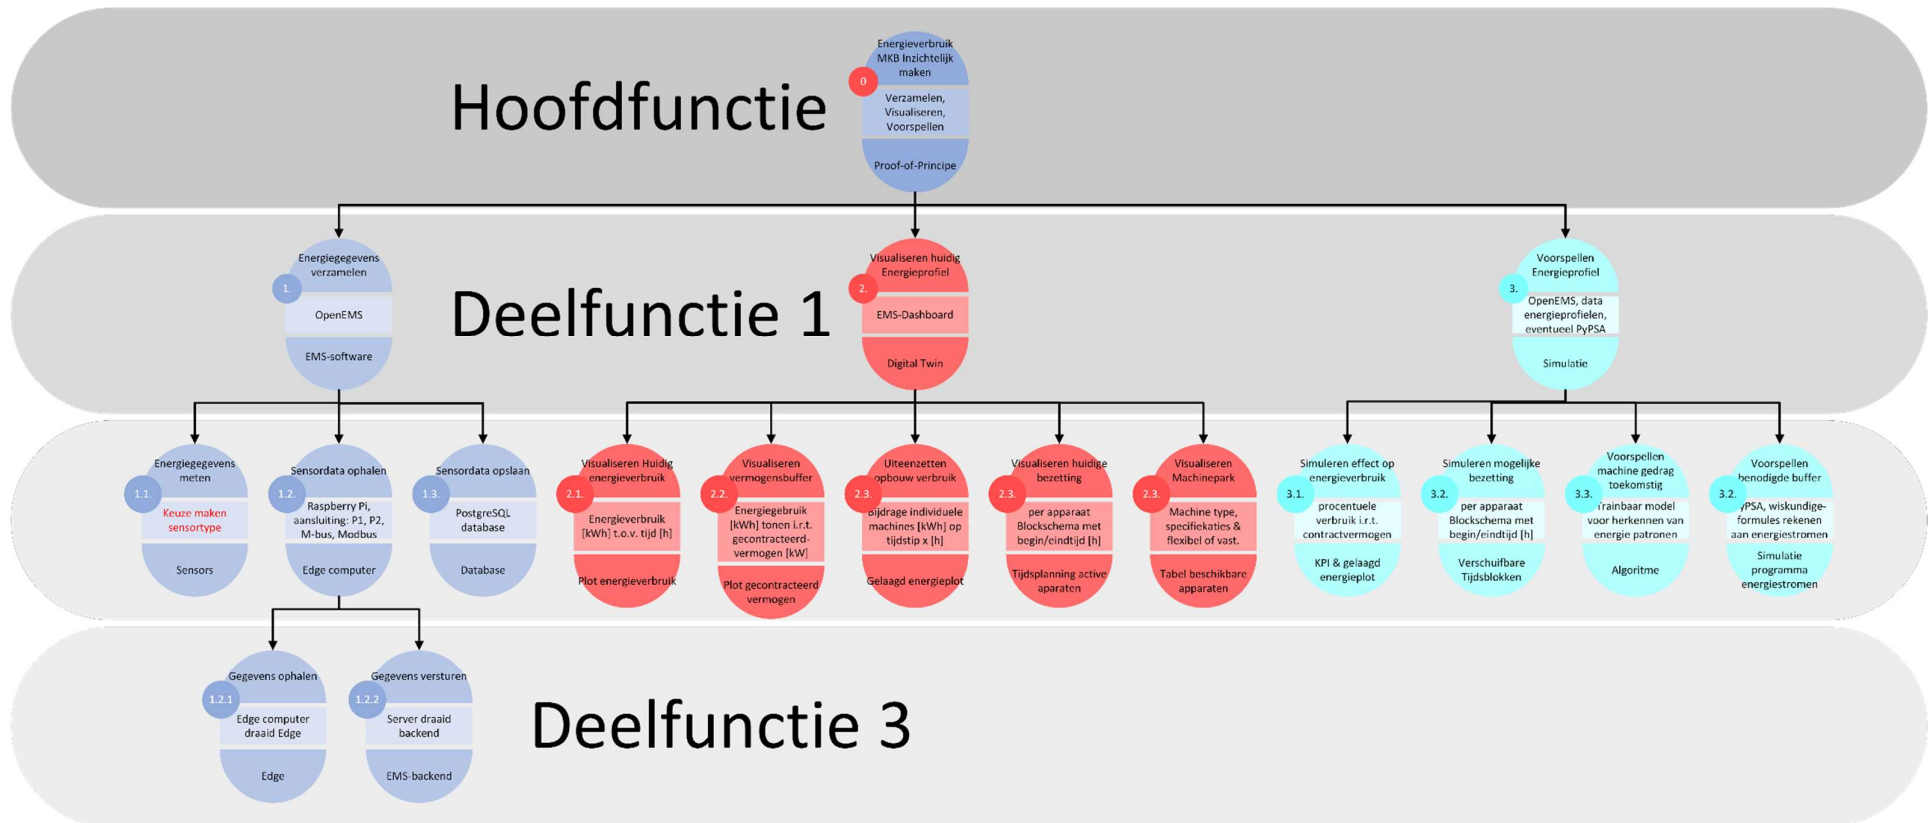 Hoofdfunctie
0
Energieverbruik
MKB Inzichtelijk
maken
Verzamelen,
Visualiseren,
Voorspellen
Proof-of-Principe
Deelfunctie 1
1.
Energiegegevens
verzamelen
OpenEMS
EMS-software
2.
Visualiseren huidig
Energieprofiel
EMS-Dashboard
Digital Twin
3.
Voorspellen
Energieprofiel
OpenEMS, data
energieprofielen,
eventueel PyPSA
Simulatie
1.1.
Energiegegevens
meten
Keuze maken
sensortype
Sensors
1.2.
Sensordata ophalen
Raspberry Pi,
aansluiting: P1, P2,
M-bus, Modbus
Edge computer
1.3.
Sensordata opslaan
PostgreSQL
database
Database
2.1.
Visualiseren Huidig
energieverbruik
Energieverbruik
[kWh] t.o.v. tijd [h]
Plot energieverbruik
2.2.
Visualiseren
vermogensbuffer
Energiegebruik
[kWh] tonen i.r.t.
gecontracteerd-
vermogen [kW]
Plot gecontracteerd
vermogen
2.3.
Uiteenzetten
opbouw verbruik
Bijdrage individuele
machines [kWh] op
tijdstip x [h]
Gelaagd energieplot
2.3.
Visualiseren huidige
bezetting
per apparaat
Blockschema met
begin/eindtijd [h]
Tijdsplanning active
aparaten
2.3.
Visualiseren
Machinepark
Machine type,
specifiekaties &
flexibel of vast.
Tabel beschikbare
apparaten
3.1.
Simuleren effect op
energieverbruik
procentuele
verbruik i.r.t.
contractvermogen
KPI & gelaagd
energieplot
3.2.
Simuleren mogelijke
bezetting
per apparaat
Blockschema met
begin/eindtijd [h]
Verschuifbare
Tijdsblokken
3.3.
Voorspellen
machine gedrag
toekomstig
Trainbaar model
voor herkennen van
energie patronen
Algoritme
3.2.
Voorspellen
benodigde buffer
PyPSA, wiskundige-
formules rekenen
aan energiestromen
Simulatie
programma
energiestromen
1.2.1
Gegevens ophalen
Edge computer
draaid Edge
Edge
1.2.2
Gegevens versturen
Server draaid
backend
EMS-backend
Deelfunctie 3